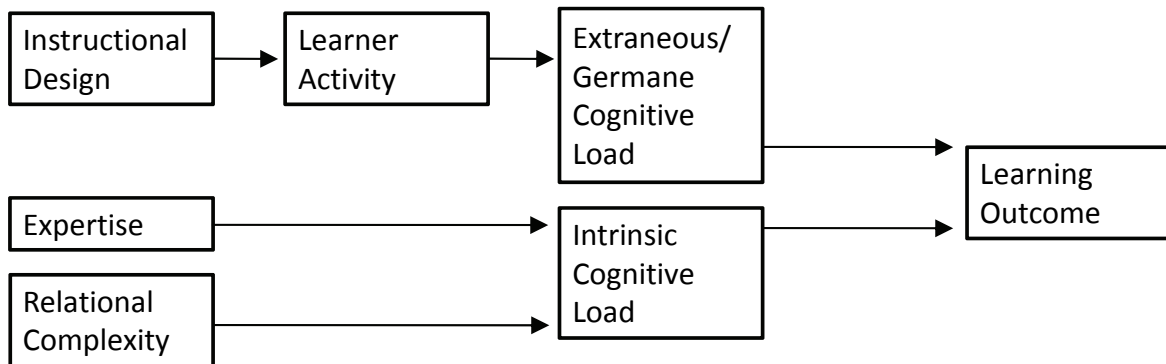 Instructional
Design
Learner
Activity
Extraneous/
Germane
Cognitive
Load
Learning
Outcome
Expertise
Intrinsic
Cognitive
Load
Relational
Complexity